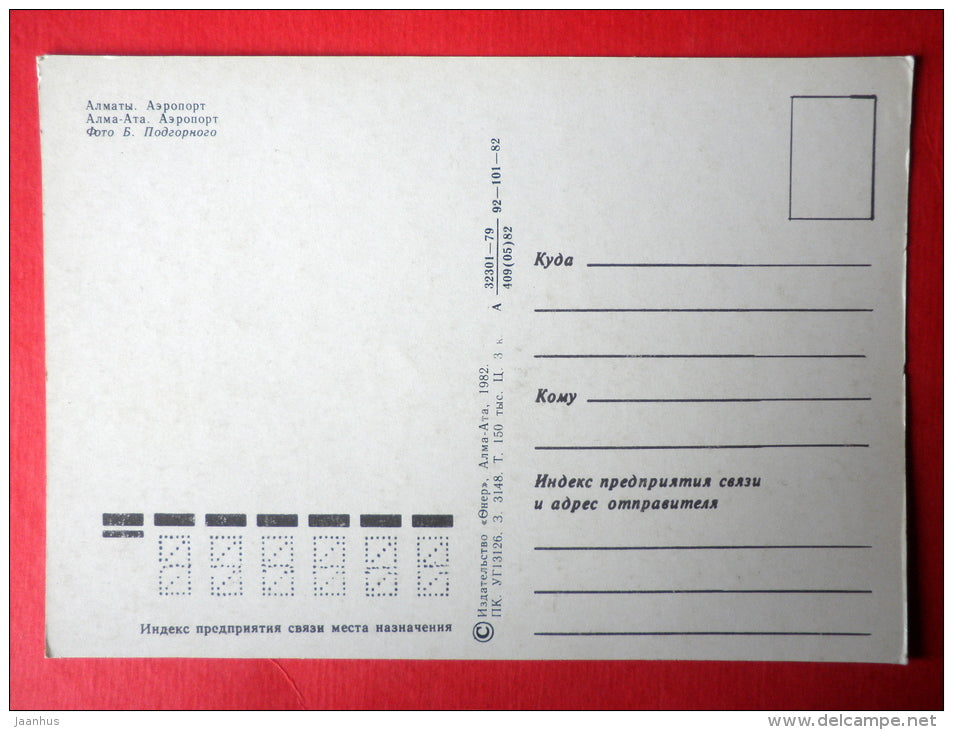 Алматы. Аэропорт
Алма-Ата. Аэропорт
Фото Б. Подгорного
Индекс предприятия связи места назначения
© Издательство «Өнер», Алма-Ата, 1982.
ПК. УГ13126. З. 3148. Т. 150 тыс. Ц. 3 к.
А 32301—79 92—101—82
409(05)82
Куда
Кому
Индекс предприятия связи
и адрес отправителя
Jaanhus
www.delcampe.net